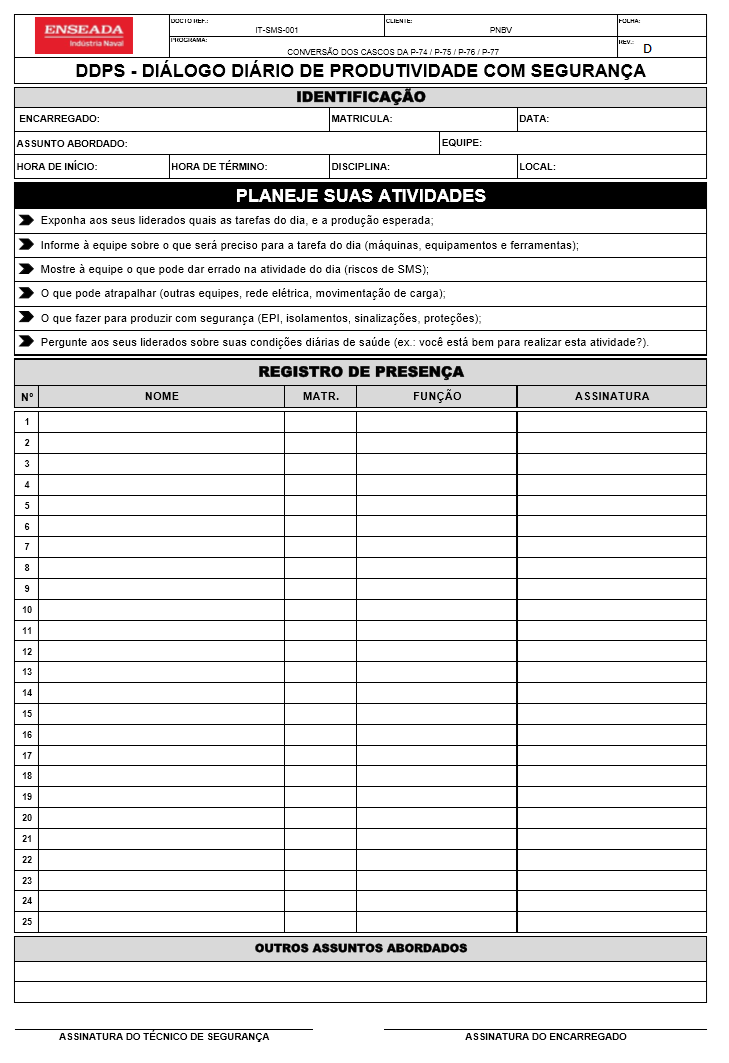 ENSEADA
Indústria Naval
DOCTO REF.:
IT-SMS-001
CLIENTE:
PNBV
FOLHA:
PROGRAMA:
CONVERSÃO DOS CASCOS DA P-74 / P-75 / P-76 / P-77
REV.:
D
DDPS - DIÁLOGO DIÁRIO DE PRODUTIVIDADE COM SEGURANÇA
IDENTIFICAÇÃO
ENCARREGADO: MATRICULA: DATA:
ASSUNTO ABORDADO: EQUIPE:
HORA DE INÍCIO: HORA DE TÉRMINO: DISCIPLINA: LOCAL:
PLANEJE SUAS ATIVIDADES
Exponha aos seus liderados quais as tarefas do dia, e a produção esperada;
Informe à equipe sobre o que será preciso para a tarefa do dia (máquinas, equipamentos e ferramentas);
Mostre à equipe o que pode dar errado na atividade do dia (riscos de SMS);
O que pode atrapalhar (outras equipes, rede elétrica, movimentação de carga);
O que fazer para produzir com segurança (EPI, isolamentos, sinalizações, proteções);
Pergunte aos seus liderados sobre suas condições diárias de saúde (ex.: você está bem para realizar esta atividade?).
REGISTRO DE PRESENÇA
Nº NOME MATR. FUNÇÃO ASSINATURA
1
2
3
4
5
6
7
8
9
10
11
12
13
14
15
16
17
18
19
20
21
22
23
24
25
OUTROS ASSUNTOS ABORDADOS
ASSINATURA DO TÉCNICO DE SEGURANÇA ASSINATURA DO ENCARREGADO